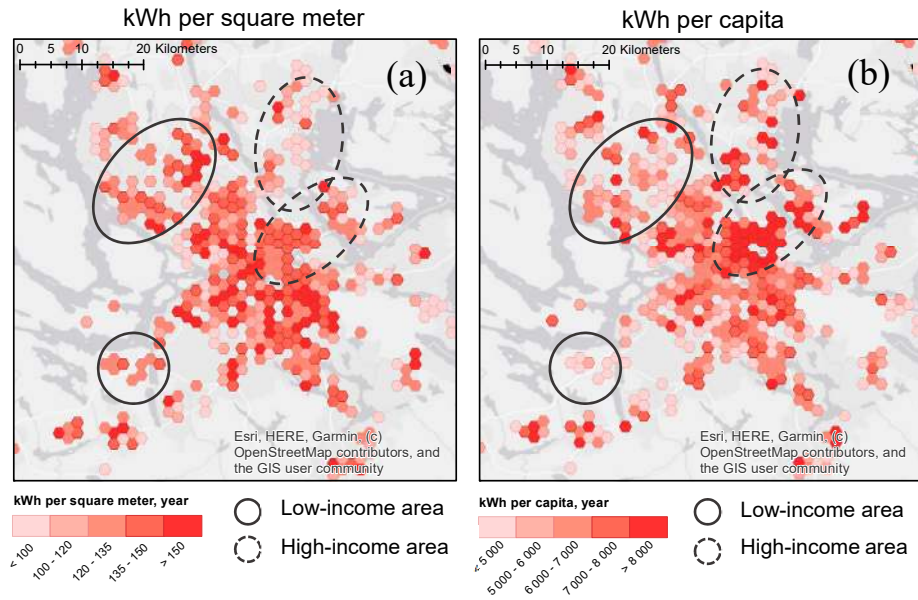 kWh per square meter
kWh per capita
0 5 10 20 Kilometers
(a)
0 5 10 20 Kilometers
(b)
Esri, HERE, Garmin, (c)
OpenStreetMap contributors, and
the GIS user community
Esri, HERE, Garmin, (c)
OpenStreetMap contributors, and
the GIS user community
kWh per square meter, year
< 100
100 - 120
120 - 135
135 - 150
> 150
Low-income area
High-income area
kWh per capita, year
< 5 000
5 000 - 6 000
6 000 - 7 000
7 000 - 8 000
> 8 000
Low-income area
High-income area